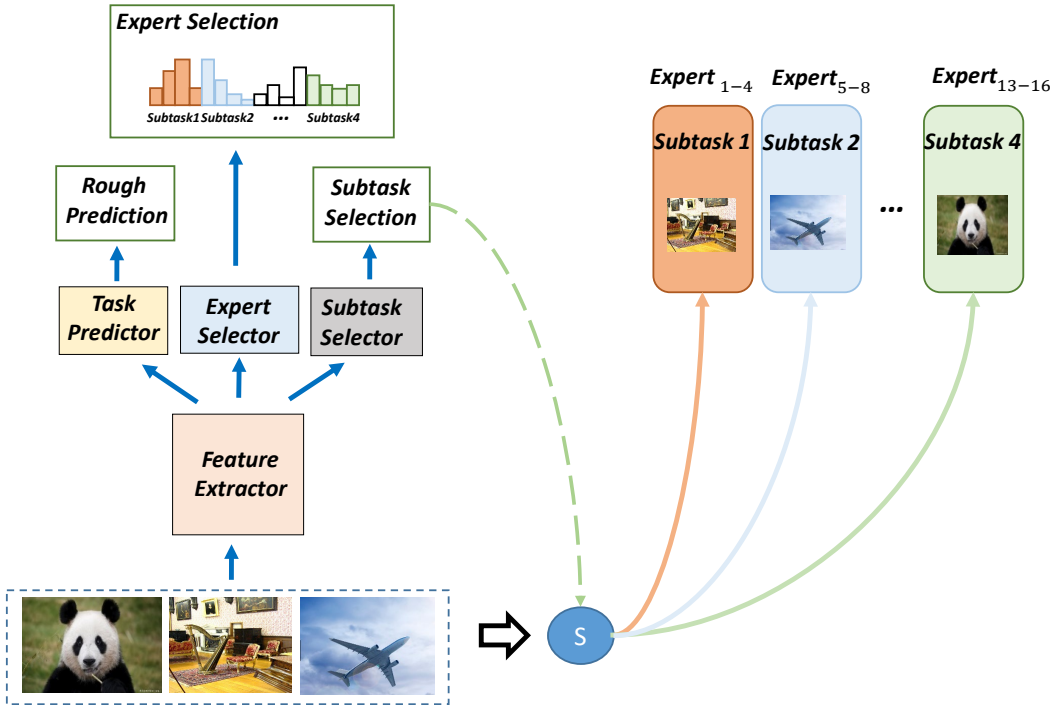 Expert Selection
Subtask1 Subtask2 ... Subtask4
Rough
Prediction
Subtask
Selection
Task
Predictor
Expert
Selector
Subtask
Selector
Feature
Extractor
S
Expert 1−4
Expert5−8
Expert13−16
Subtask 1
Subtask 2
...
Subtask 4